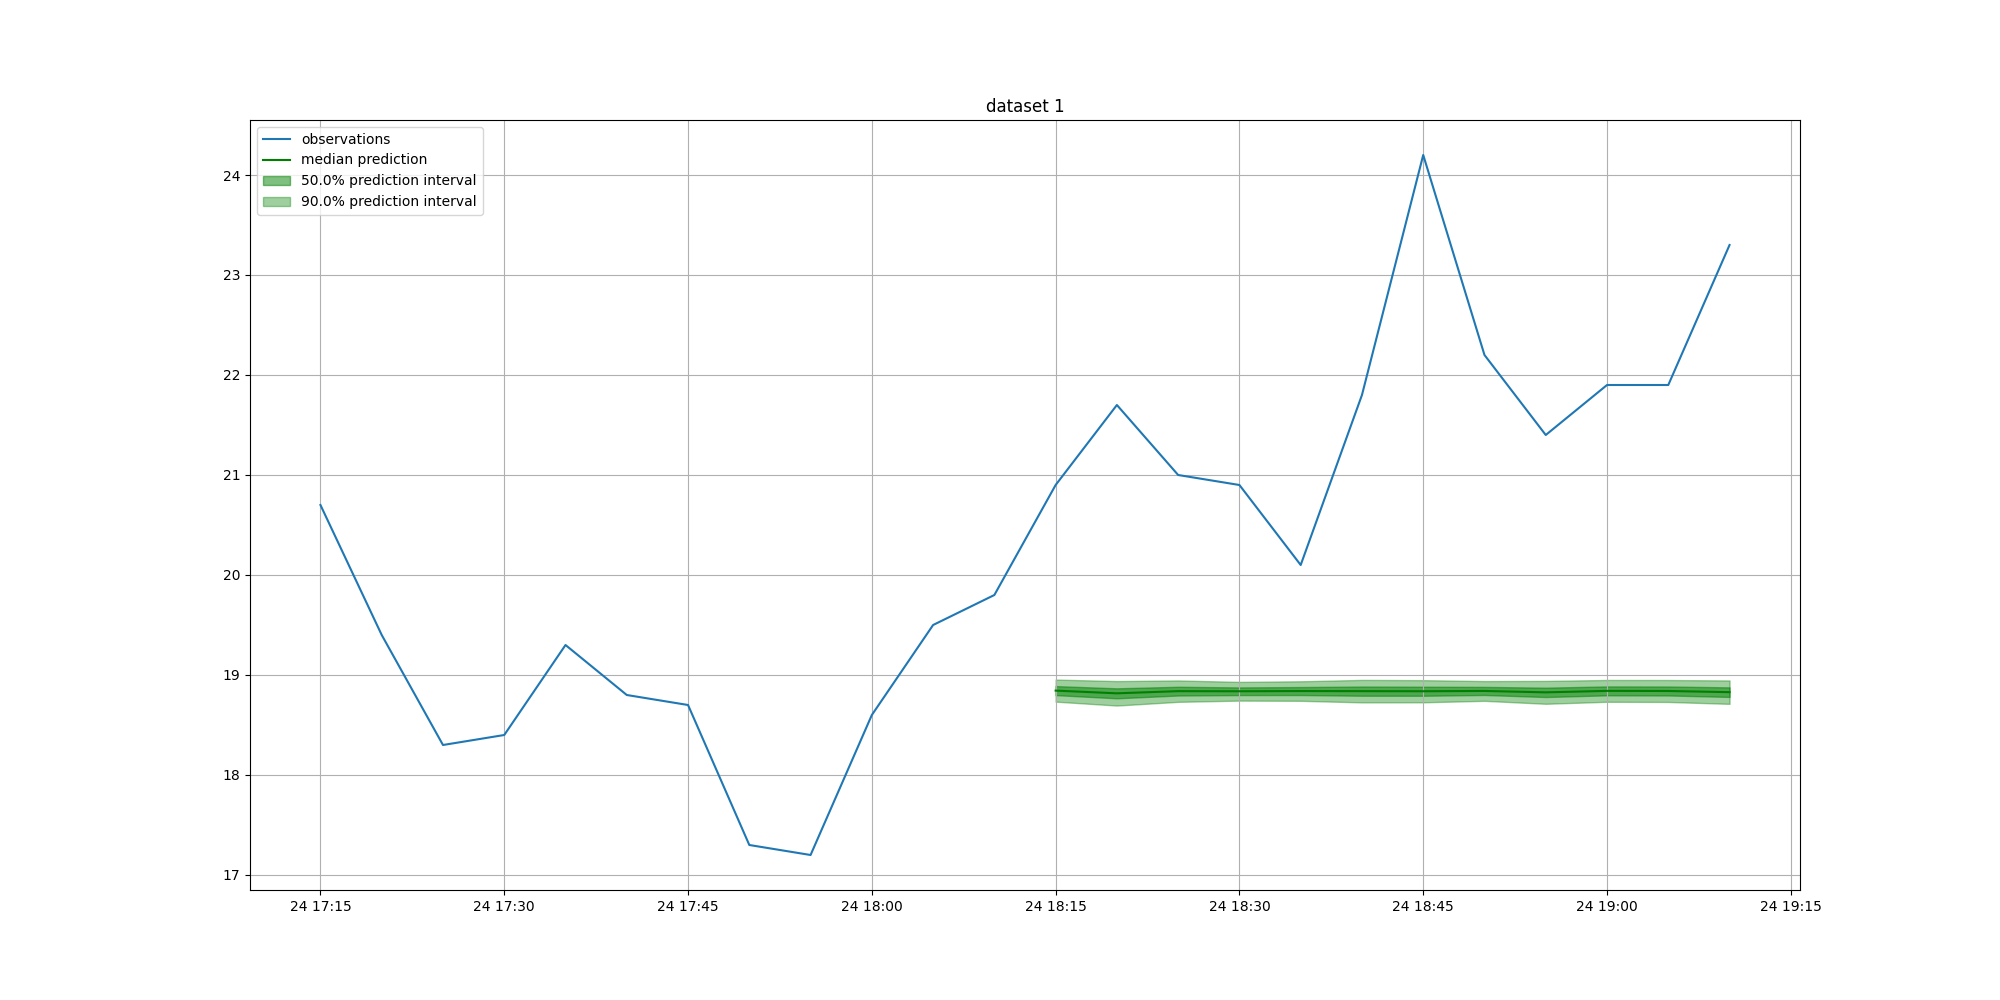 dataset 1
observations
median prediction
50.0% prediction interval
90.0% prediction interval
24
23
22
21
20
19
18
17
24 17:15 24 17:30 24 17:45 24 18:00 24 18:15 24 18:30 24 18:45 24 19:00 24 19:15